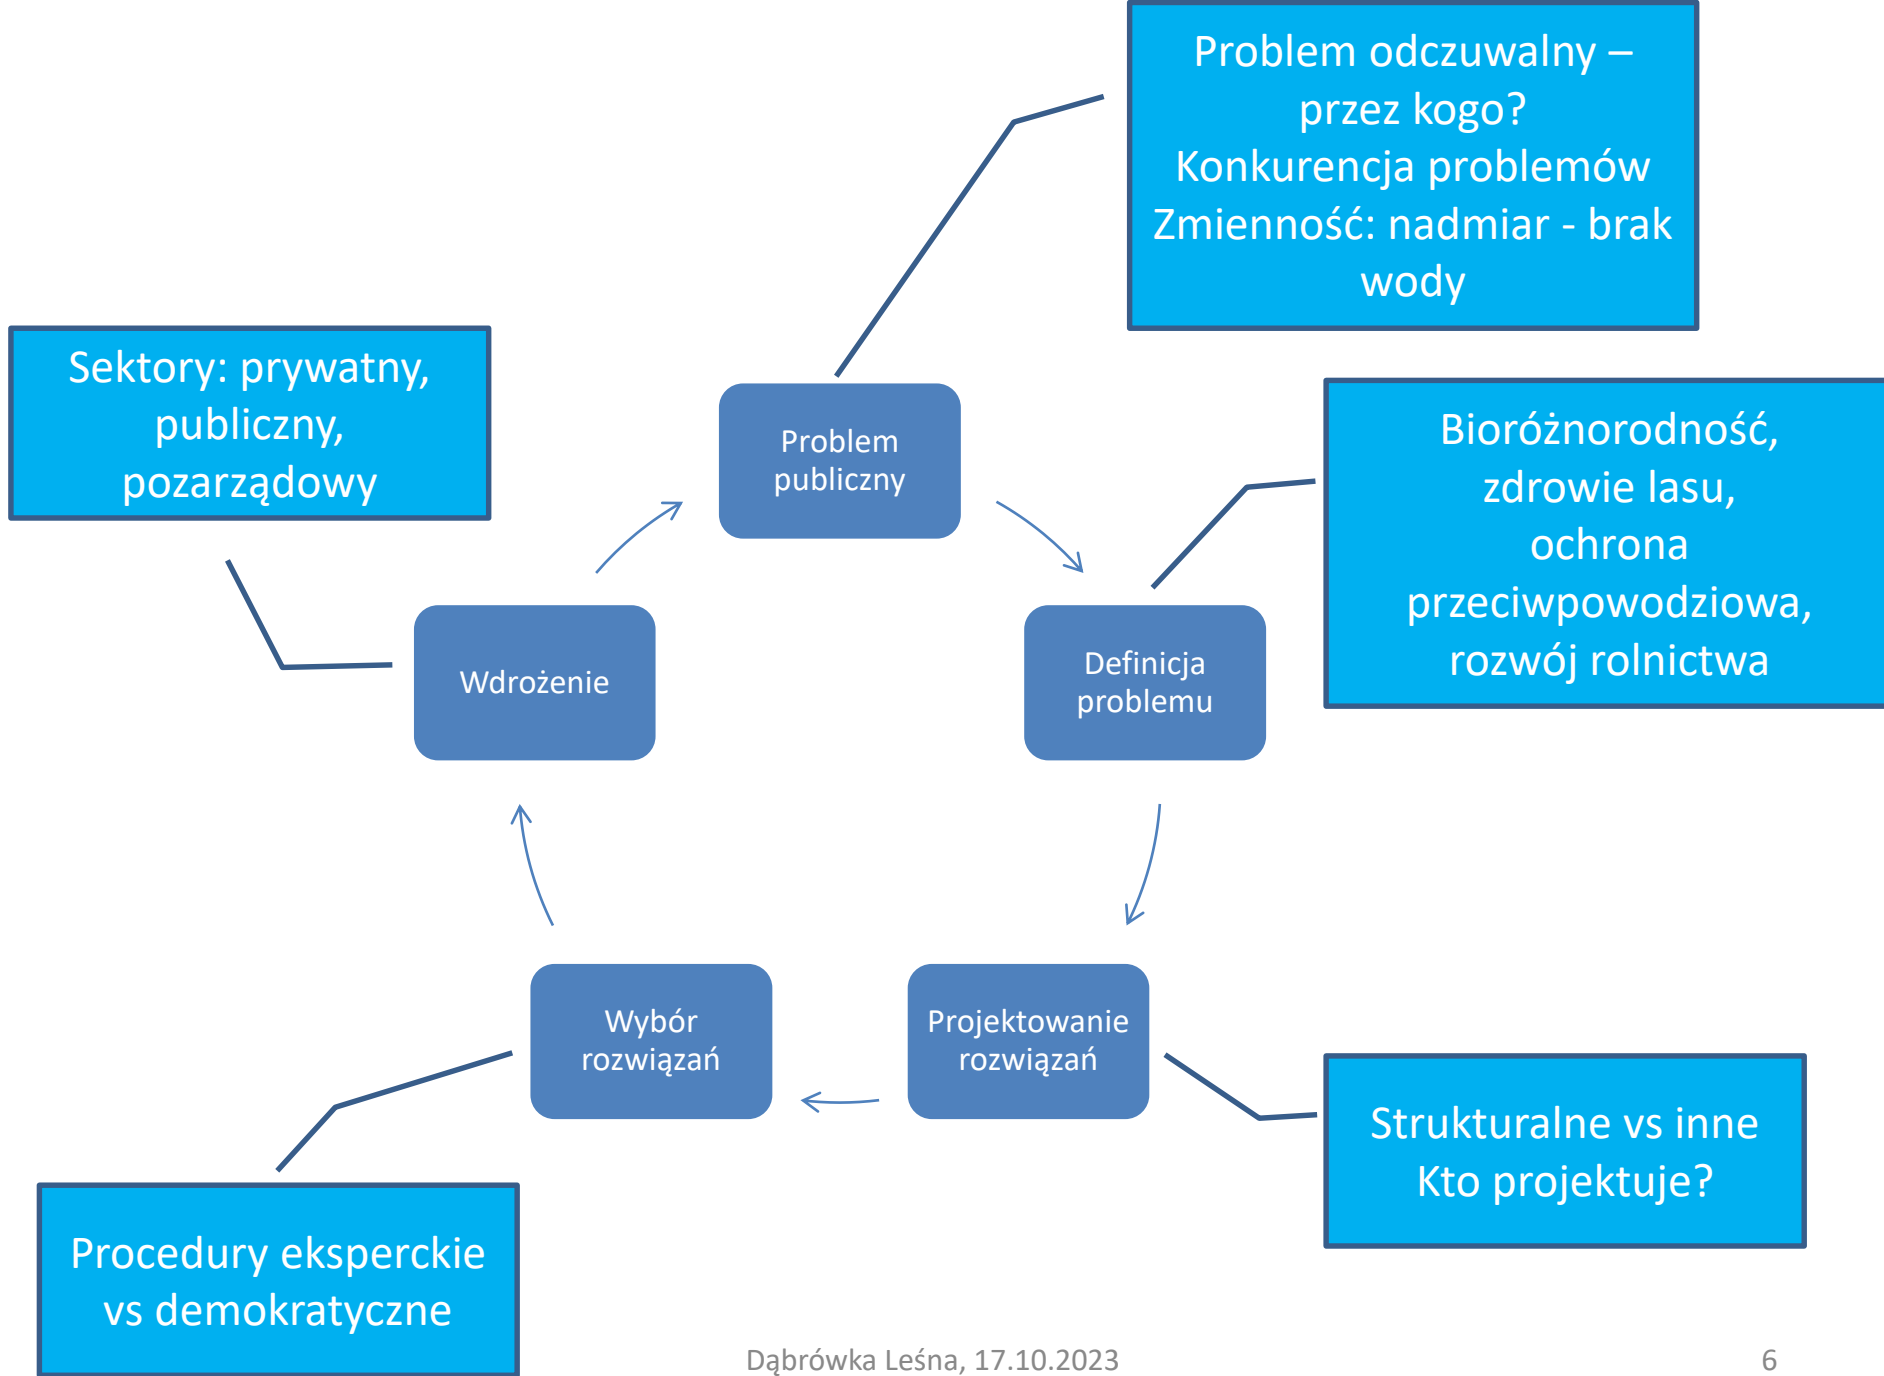 Problem odczuwalny –
przez kogo?
Konkurencja problemów
Zmienność: nadmiar - brak
wody
Sektory: prywatny,
publiczny,
pozarządowy
Problem
publiczny
Bioróżnorodność,
zdrowie lasu,
ochrona
przeciwpowodziowa,
rozwój rolnictwa
Wdrożenie
Definicja
problemu
Wybór
rozwiązań
Projektowanie
rozwiązań
Strukturalne vs inne
Kto projektuje?
Procedury eksperckie
vs demokratyczne
Dąbrówka Leśna, 17.10.2023
6